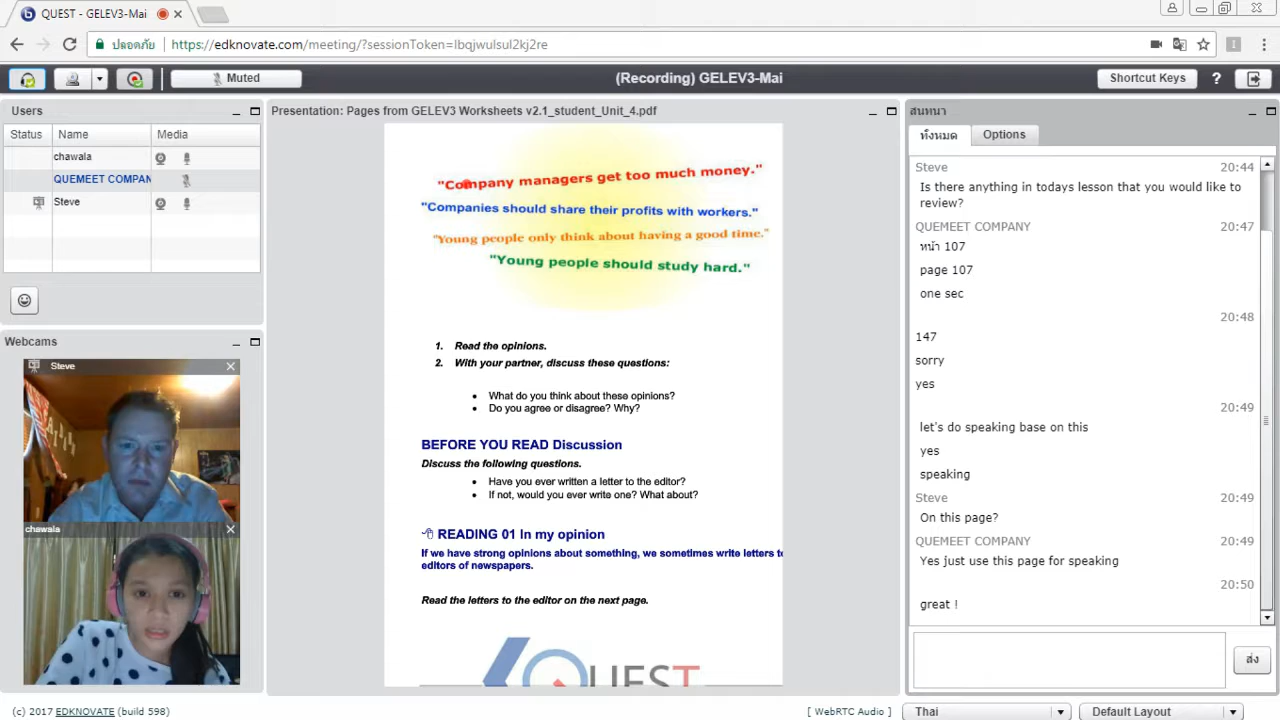 QUEST - GELEV3-Mai
ปลอดภัย
https://edknovate.com/meeting/?sessionToken=lbqjwulsul2kj2re
Muted
(Recording) GELEV3-Mai
Shortcut Keys
?
Users
Status Name Media
chawala
QUEMEET COMPAN
Steve
Webcams
Steve
chawala
Presentation: Pages from GELEV3 Worksheets v2.1_student_Unit_4.pdf
"Company managers get too much money."
"Companies should share their profits with workers."
"Young people only think about having a good time."
"Young people should study hard."
1. Read the opinions.
2. With your partner, discuss these questions:
• What do you think about these opinions?
• Do you agree or disagree? Why?
BEFORE YOU READ Discussion
Discuss the following questions.
• Have you ever written a letter to the editor?
• If not, would you ever write one? What about?
READING 01 In my opinion
If we have strong opinions about something, we sometimes write letters to
editors of newspapers.
Read the letters to the editor on the next page.
QUEST
สนทนา
ทั้งหมด Options
Steve 20:44
Is there anything in todays lesson that you would like to
review?
QUEMEET COMPANY 20:47
หน้า 107
page 107
one sec
20:48
147
sorry
yes
20:49
let's do speaking base on this
yes
speaking
Steve 20:49
On this page?
QUEMEET COMPANY 20:49
Yes just use this page for speaking
20:50
great !
ส่ง
(c) 2017 EDKNOVATE (build 598)
[ WebRTC Audio ]
Thai
Default Layout